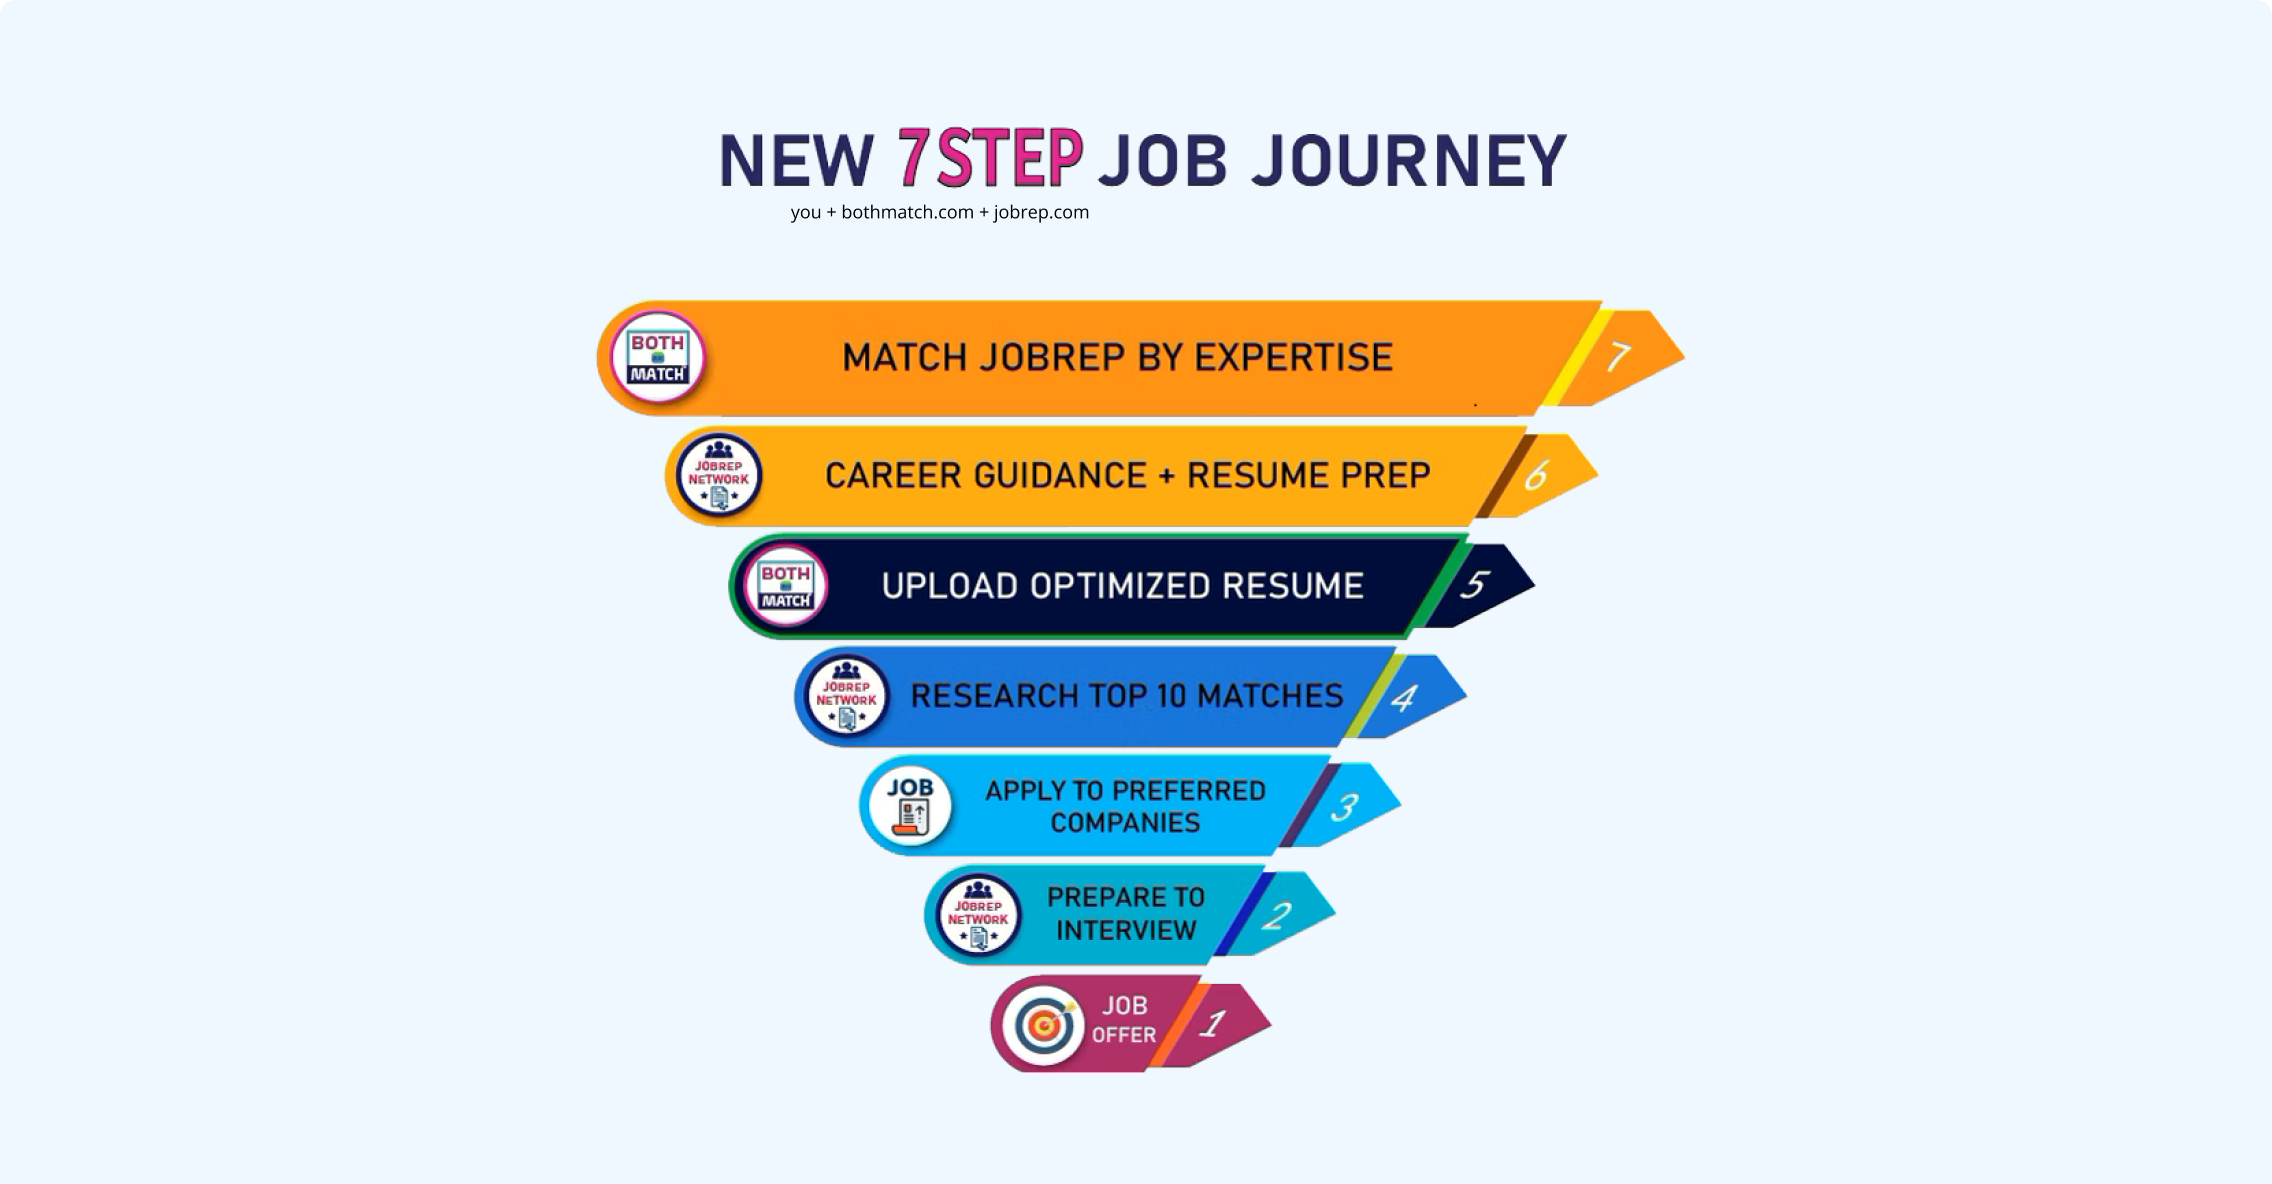 NEW 7STEP JOB JOURNEY
you + bothmatch.com + jobrep.com
BOTH
MATCH
MATCH JOBREP BY EXPERTISE
7
JOBREP
NETWORK
CAREER GUIDANCE + RESUME PREP
6
BOTH
MATCH
UPLOAD OPTIMIZED RESUME
5
JOBREP
NETWORK
RESEARCH TOP 10 MATCHES
4
JOB
APPLY TO PREFERRED
COMPANIES
3
JOBREP
NETWORK
PREPARE TO
INTERVIEW
2
JOB
OFFER
1